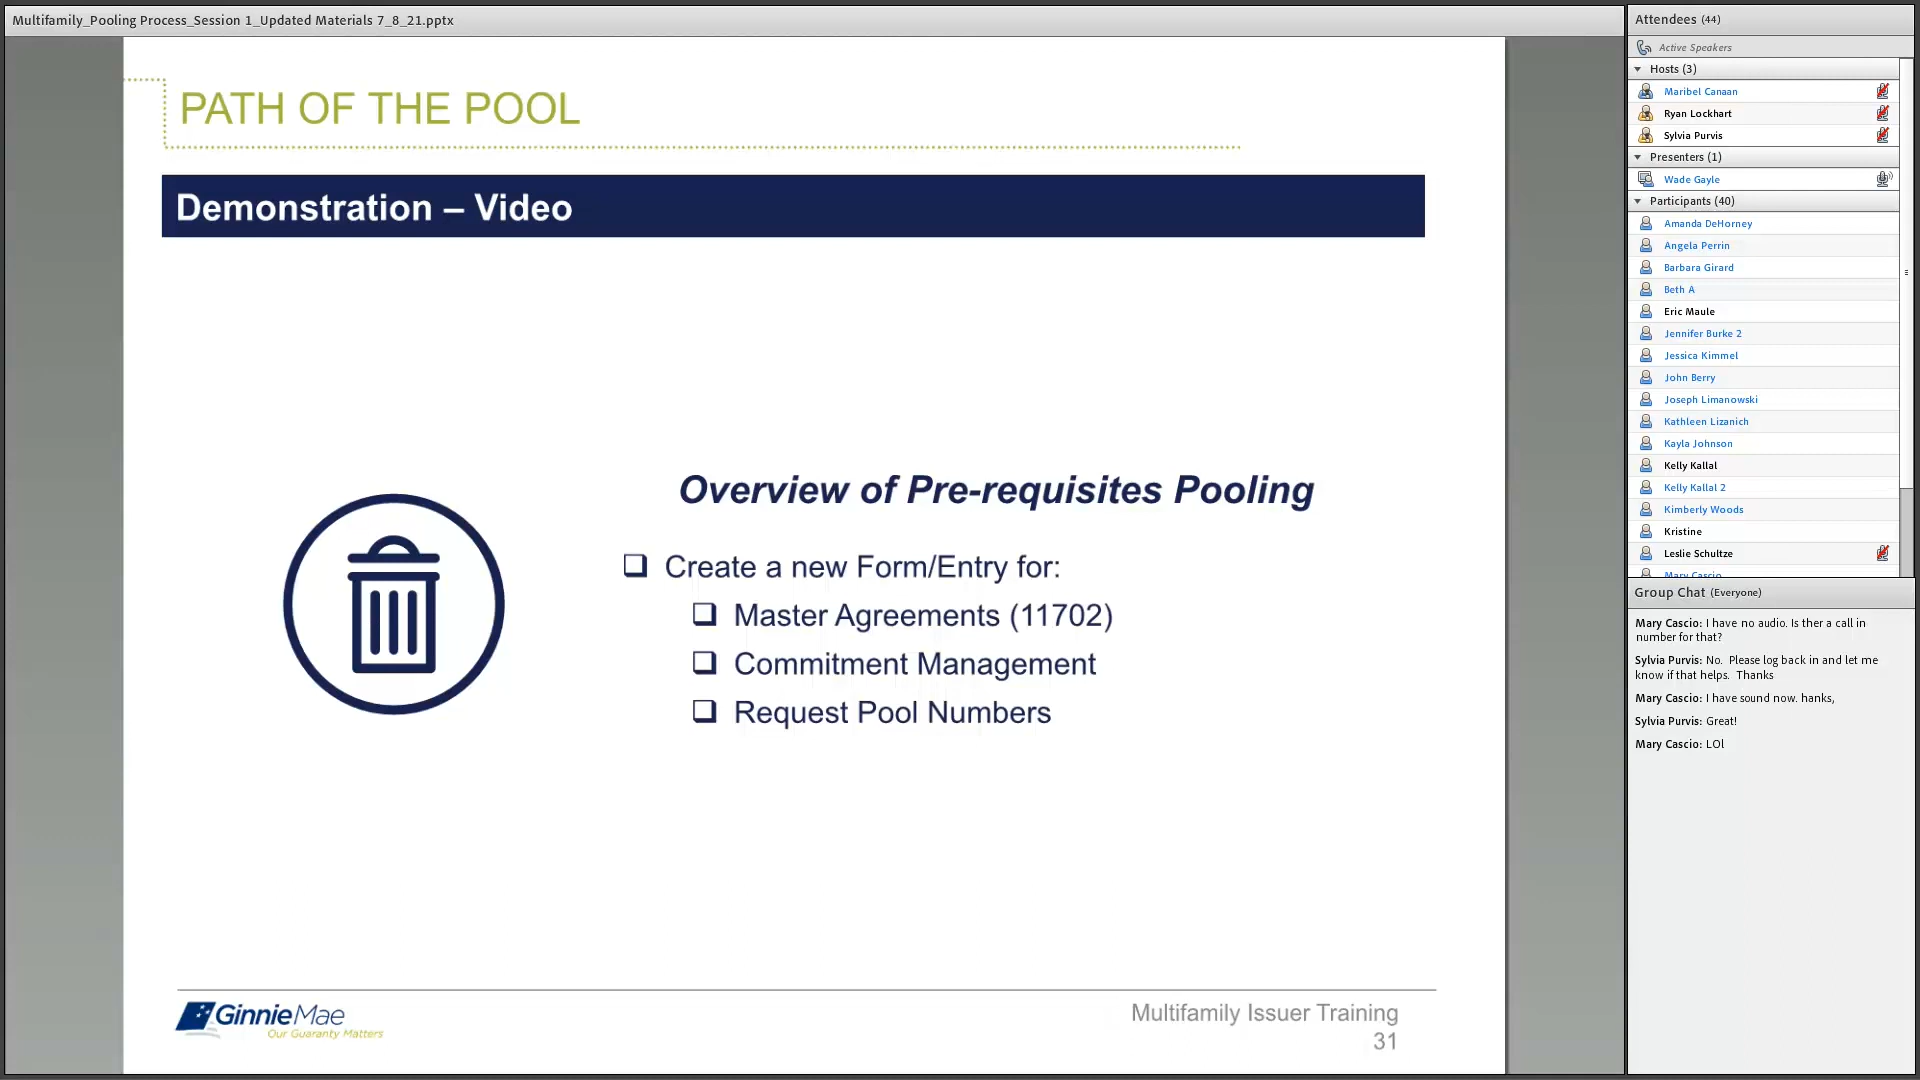 Multifamily_Pooling Process_Session 1_Updated Materials 7_8_21.pptx
PATH OF THE POOL
Demonstration – Video
Overview of Pre-requisites Pooling
Create a new Form/Entry for:
Master Agreements (11702)
Commitment Management
Request Pool Numbers
GinnieMae
Our Guaranty Matters
Multifamily Issuer Training
31
Attendees (44)
Active Speakers
Hosts (3)
Maribel Canaan
Ryan Lockhart
Sylvia Purvis
Presenters (1)
Wade Gayle
Participants (40)
Amanda DeHorney
Angela Perrin
Barbara Girard
Beth A
Eric Maule
Jennifer Burke 2
Jessica Kimmel
John Berry
Joseph Limanowski
Kathleen Lizanich
Kayla Johnson
Kelly Kallal
Kelly Kallal 2
Kimberly Woods
Kristine
Leslie Schultze
Mary Cascio
Group Chat (Everyone)
Mary Cascio: I have no audio. Is ther a call in
number for that?
Sylvia Purvis: No. Please log back in and let me
know if that helps. Thanks
Mary Cascio: I have sound now. hanks,
Sylvia Purvis: Great!
Mary Cascio: LOl